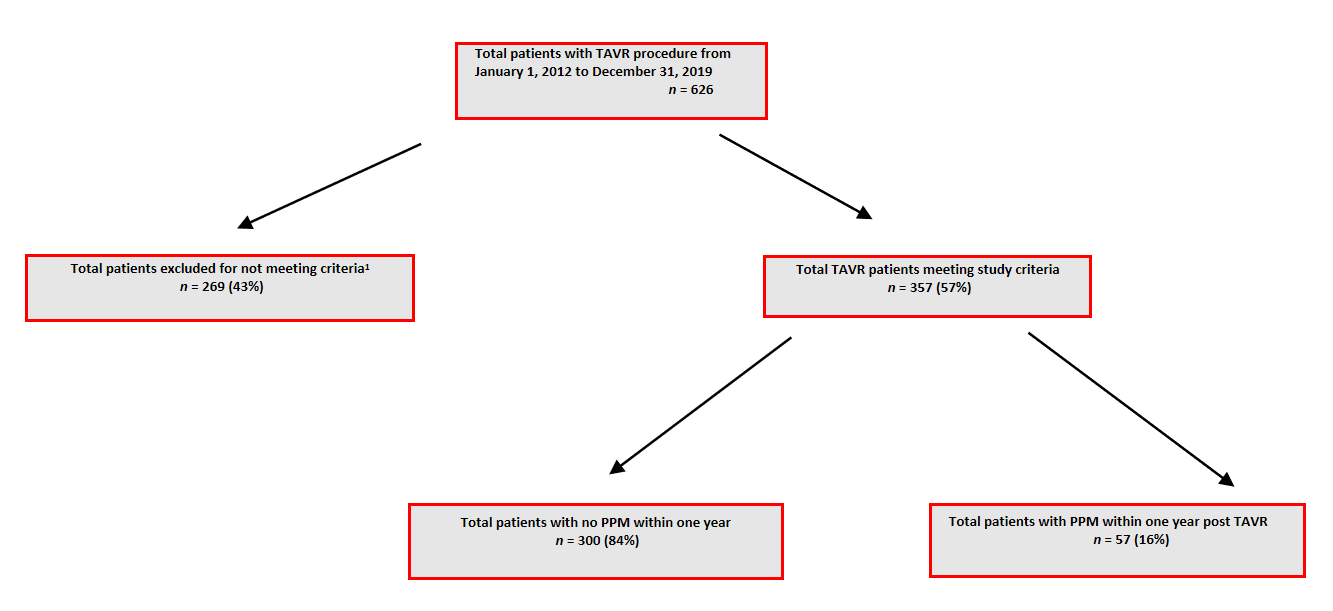 Total patients with TAVR procedure from
January 1, 2012 to December 31, 2019
n = 626
Total patients excluded for not meeting criteria¹
n = 269 (43%)
Total TAVR patients meeting study criteria
n = 357 (57%)
Total patients with no PPM within one year
n = 300 (84%)
Total patients with PPM within one year post TAVR
n = 57 (16%)